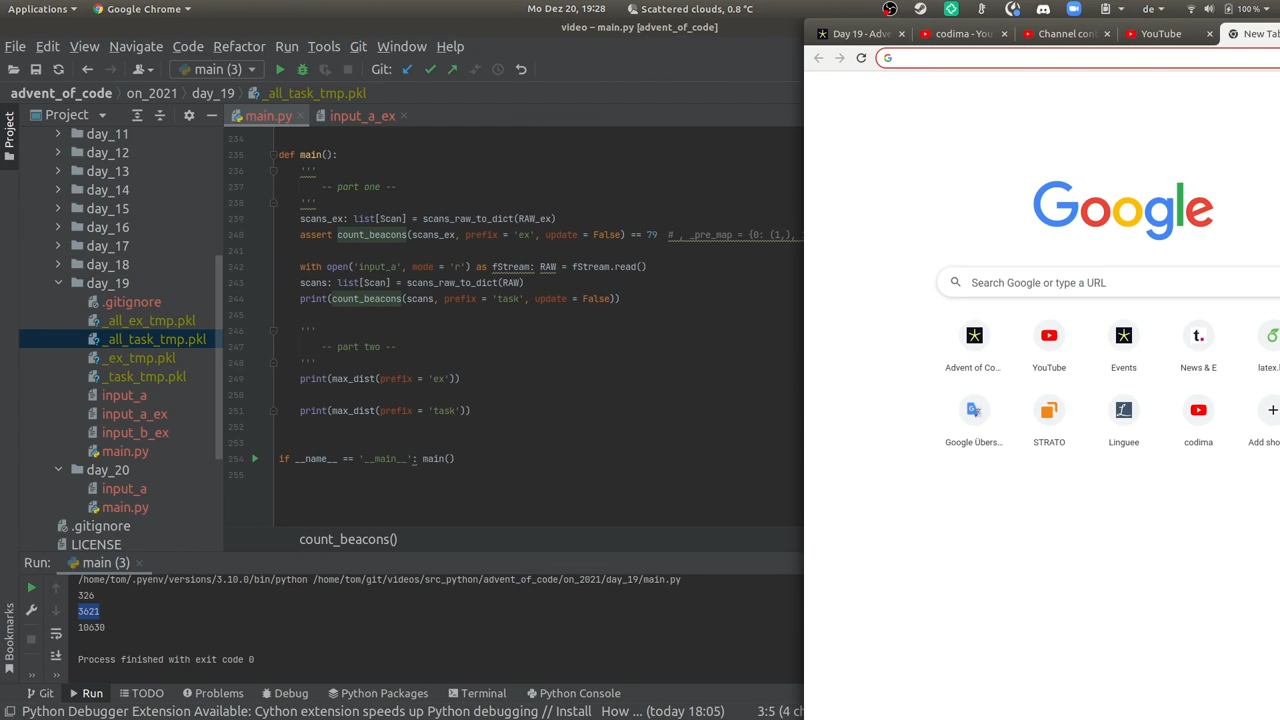 Applications
Google Chrome
Mo Dez 20, 19:28
Scattered clouds, 0.8 °C
de
100 %
video – main.py [advent_of_code]
File Edit View Navigate Code Refactor Run Tools Git Window Help
main (3)
Git:
advent_of_code
on_2021
day_19
_all_task_tmp.pkl
Project
Project
main.py
input_a_ex
day_11
day_12
day_13
day_14
day_15
day_16
day_17
day_18
day_19
.gitignore
_all_ex_tmp.pkl
_all_task_tmp.pkl
_ex_tmp.pkl
_task_tmp.pkl
input_a
input_a_ex
input_b_ex
main.py
day_20
input_a
main.py
.gitignore
LICENSE
234
235 def main():
236 '''
237 -- part one --
238 '''
239 scans_ex: list[Scan] = scans_raw_to_dict(RAW_ex)
240 assert count_beacons(scans_ex, prefix = 'ex', update = False) == 79 # , _pre_map = {0: (1,),
241
242 with open('input_a', mode = 'r') as fStream: RAW = fStream.read()
243 scans: list[Scan] = scans_raw_to_dict(RAW)
244 print(count_beacons(scans, prefix = 'task', update = False))
245
246 '''
247 -- part two --
248 '''
249 print(max_dist(prefix = 'ex'))
250
251 print(max_dist(prefix = 'task'))
252
253
254 if __name__ == '__main__': main()
255
count_beacons()
Run:
main (3)
/home/tom/.pyenv/versions/3.10.0/bin/python /home/tom/git/videos/src_python/advent_of_code/on_2021/day_19/main.py
326
3621
10630
Process finished with exit code 0
Bookmarks
Git
Run
TODO
Problems
Debug
Python Packages
Terminal
Python Console
Python Debugger Extension Available: Cython extension speeds up Python debugging // Install How ... (today 18:05)
3:5 (4 ch
Day 19 - Adve
codima - You
Channel cont
YouTube
New Tab
Google
Search Google or type a URL
Advent of Co...
YouTube
Events
t.
News & E
latex.
Google Übers...
STRATO
Linguee
codima
Add sho